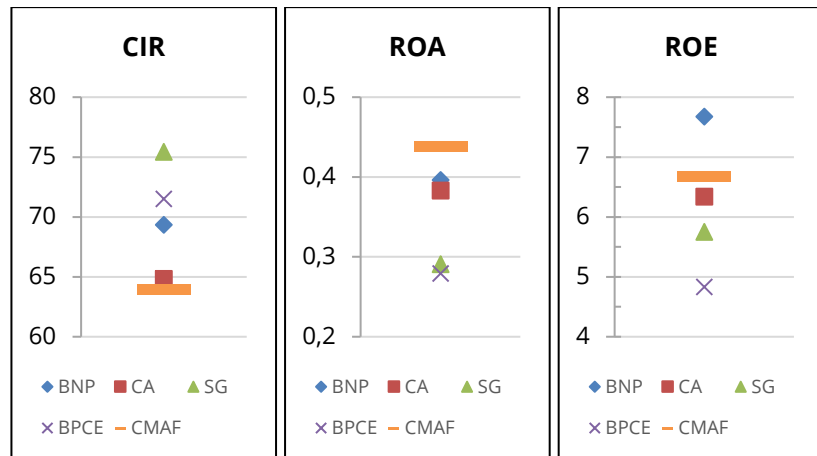 CIR
80
75
70
65
60
BNP CA SG
BPCE CMAF
ROA
0,5
0,4
0,3
0,2
BNP CA SG
BPCE CMAF
ROE
8
7
6
5
4
BNP CA SG
BPCE CMAF